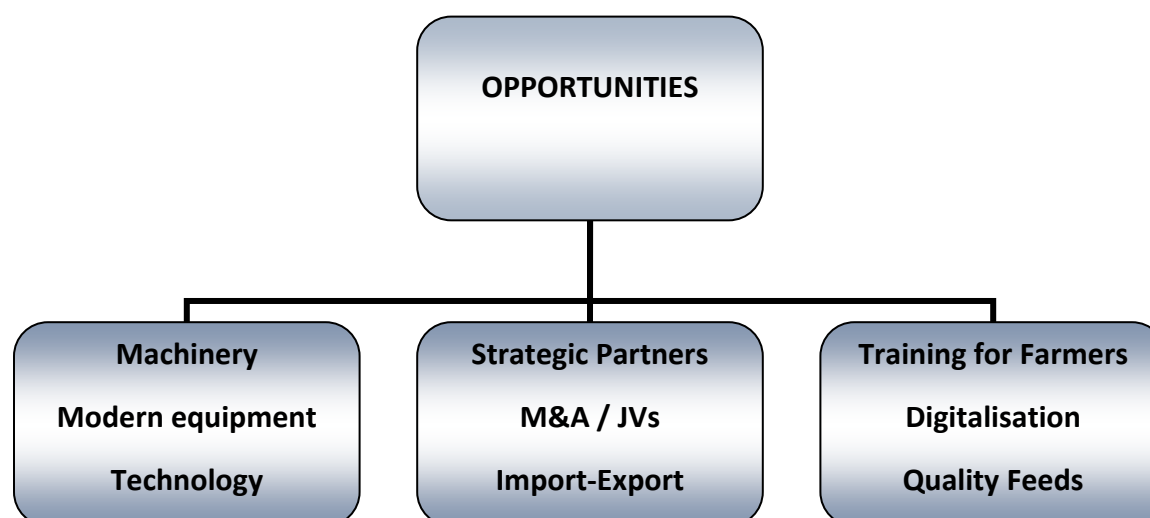 OPPORTUNITIES
Machinery
Modern equipment
Technology
Strategic Partners
M&A / JVs
Import-Export
Training for Farmers
Digitalisation
Quality Feeds